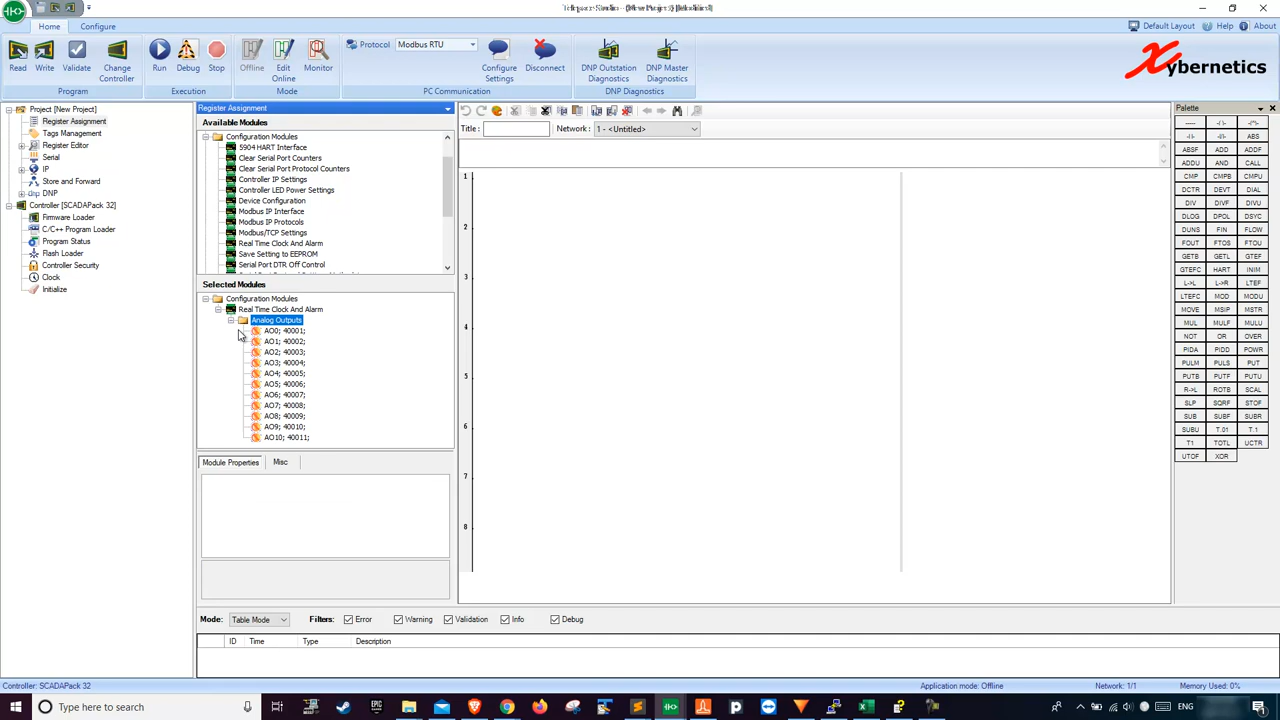 Telepace Studio - [New Project] [Modified]
Home Configure
Default Layout Help About
Read Write Validate Change Controller
Run Debug Stop
Offline Edit Online Monitor
Protocol Modbus RTU
Configure Settings Disconnect
DNP Outstation Diagnostics DNP Master Diagnostics
Program Execution Mode PC Communication DNP Diagnostics
Xybernetics
Project [New Project]
Register Assignment
Tags Management
Register Editor
Serial
IP
Store and Forward
DNP
Controller [SCADAPack 32]
Firmware Loader
C/C++ Program Loader
Program Status
Flash Loader
Controller Security
Clock
Initialize
Register Assignment
Available Modules
Configuration Modules
5904 HART Interface
Clear Serial Port Counters
Clear Serial Port Protocol Counters
Controller IP Settings
Controller LED Power Settings
Device Configuration
Modbus IP Interface
Modbus IP Protocols
Modbus/TCP Settings
Real Time Clock And Alarm
Save Setting to EEPROM
Serial Port DTR Off Control
Selected Modules
Configuration Modules
Real Time Clock And Alarm
Analog Outputs
AO0; 40001;
AO1; 40002;
AO2; 40003;
AO3; 40004;
AO4; 40005;
AO5; 40006;
AO6; 40007;
AO7; 40008;
AO8; 40009;
AO9; 40010;
AO10; 40011;
Module Properties Misc
Title : Network : 1 - <Untitled>
1
2
3
4
5
6
7
8
Palette
----- -( )- -(^)-
-| |- -|/|- ABS
ABSF ADD ADDF
ADDU AND CALL
CMP CMPB CMPU
DCTR DEVT DIAL
DIV DIVF DIVU
DLOG DPOL DSYC
DUNS FIN FLOW
FOUT FTOS FTOU
GETB GETL GTEF
GTEFC HART INIM
L->L L->R LTEF
LTEFC MOD MODU
MOVE MSIP MSTR
MUL MULF MULU
NOT OR OVER
PIDA PIDD POWR
PULM PULS PUT
PUTB PUTF PUTU
R->L ROTB SCAL
SLP SQRF STOF
SUB SUBF SUBR
SUBU T.01 T.1
T1 TOTL UCTR
UTOF XOR
Mode: Table Mode Filters: Error Warning Validation Info Debug
ID Time Type Description
Controller: SCADAPack 32 Application mode: Offline Network: 1/1 Memory Used: 0%
Type here to search
ENG